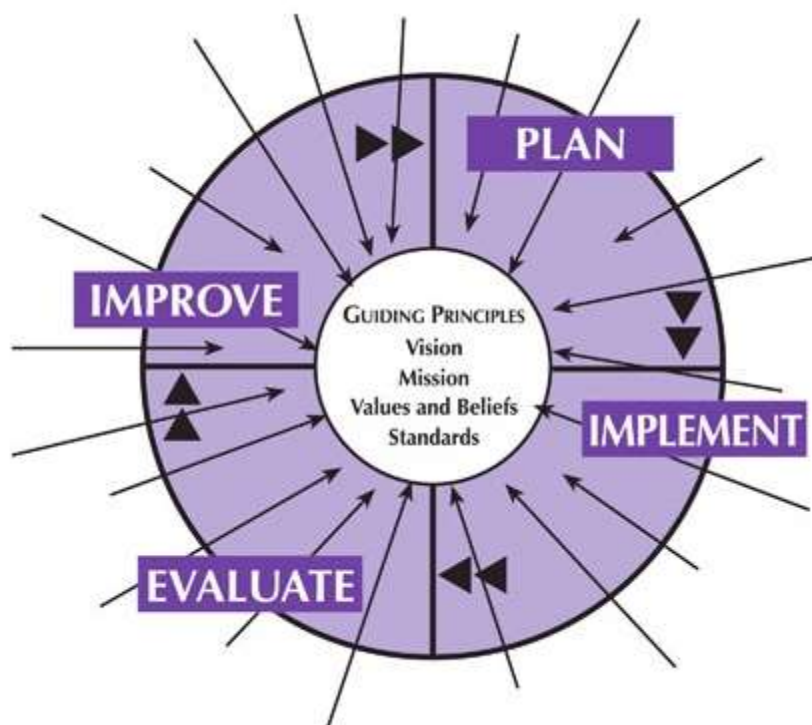 PLAN
IMPROVE
GUIDING PRINCIPLES
Vision
Mission
Values and Beliefs
Standards
IMPLEMENT
EVALUATE